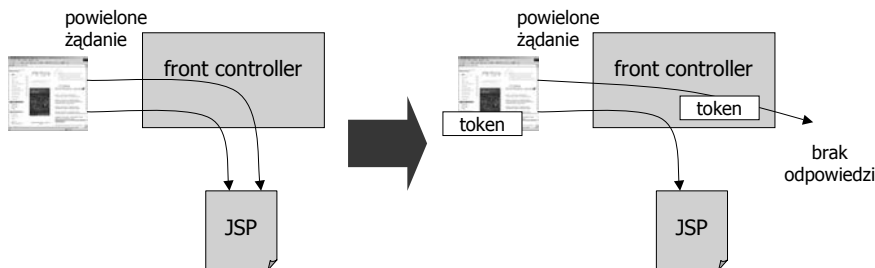 powielone
żądanie
front controller
JSP
powielone
żądanie
front controller
token
token
brak
odpowiedzi
JSP